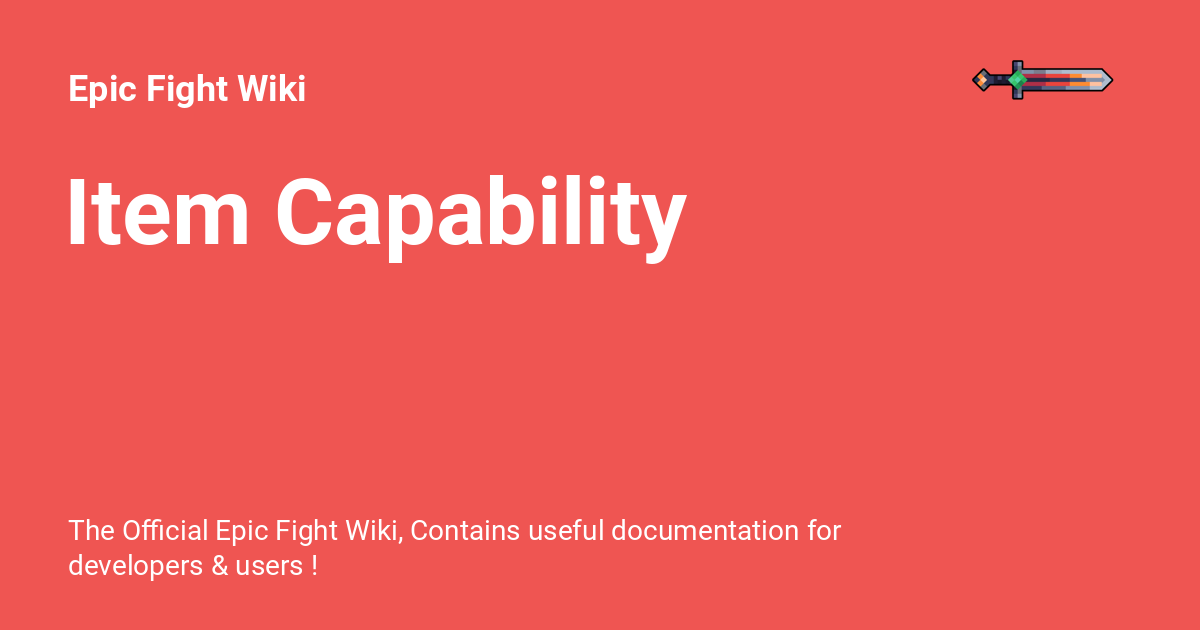 Epic Fight Wiki
Item Capability
The Official Epic Fight Wiki, Contains useful documentation for
developers & users !